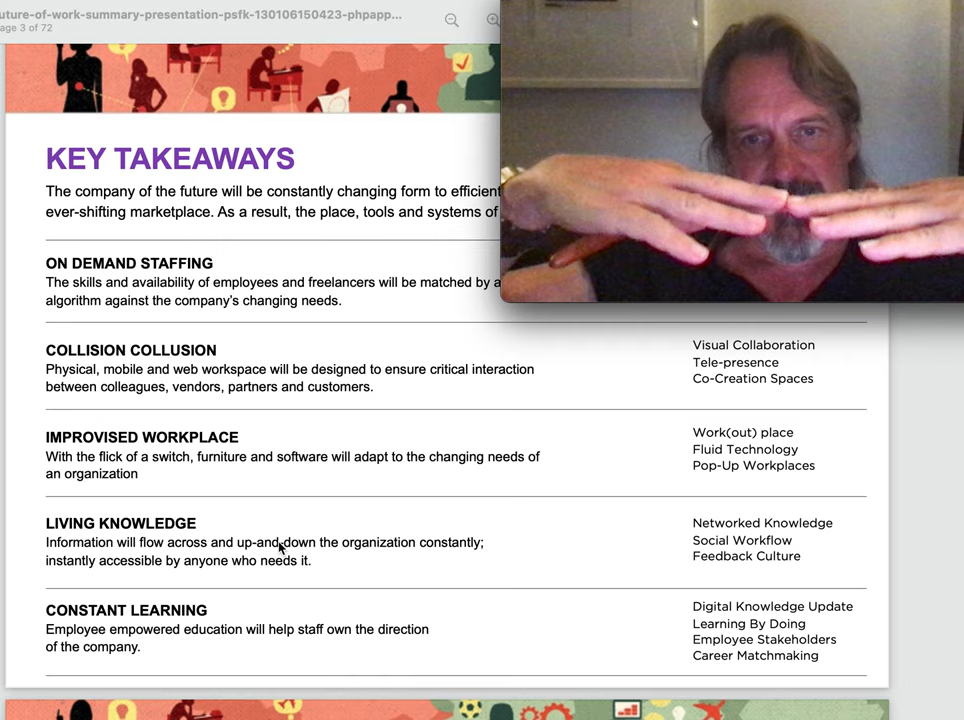 uture-of-work-summary-presentation-psfk-130106150423-phpapp...
age 3 of 72
KEY TAKEAWAYS
The company of the future will be constantly changing form to efficient
ever-shifting marketplace. As a result, the place, tools and systems of
ON DEMAND STAFFING
The skills and availability of employees and freelancers will be matched by a
algorithm against the company's changing needs.
COLLISION COLLUSION
Physical, mobile and web workspace will be designed to ensure critical interaction
between colleagues, vendors, partners and customers.
Visual Collaboration
Tele-presence
Co-Creation Spaces
IMPROVISED WORKPLACE
With the flick of a switch, furniture and software will adapt to the changing needs of
an organization
Work(out) place
Fluid Technology
Pop-Up Workplaces
LIVING KNOWLEDGE
Information will flow across and up-and-down the organization constantly;
instantly accessible by anyone who needs it.
Networked Knowledge
Social Workflow
Feedback Culture
CONSTANT LEARNING
Employee empowered education will help staff own the direction
of the company.
Digital Knowledge Update
Learning By Doing
Employee Stakeholders
Career Matchmaking